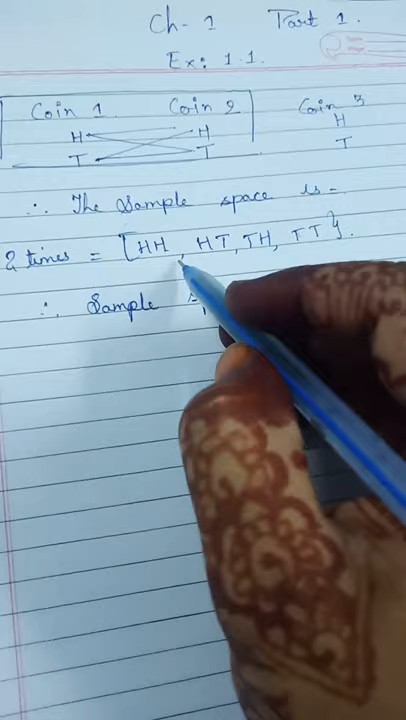 Ch- 1 Part 1.
Ex: 1.1.
Coin 1. Coin 2 Coin 3
H H H
T T T
∴ The Sample space is -
2 times = [HH, HT, TH, TT}.
∴ Sample